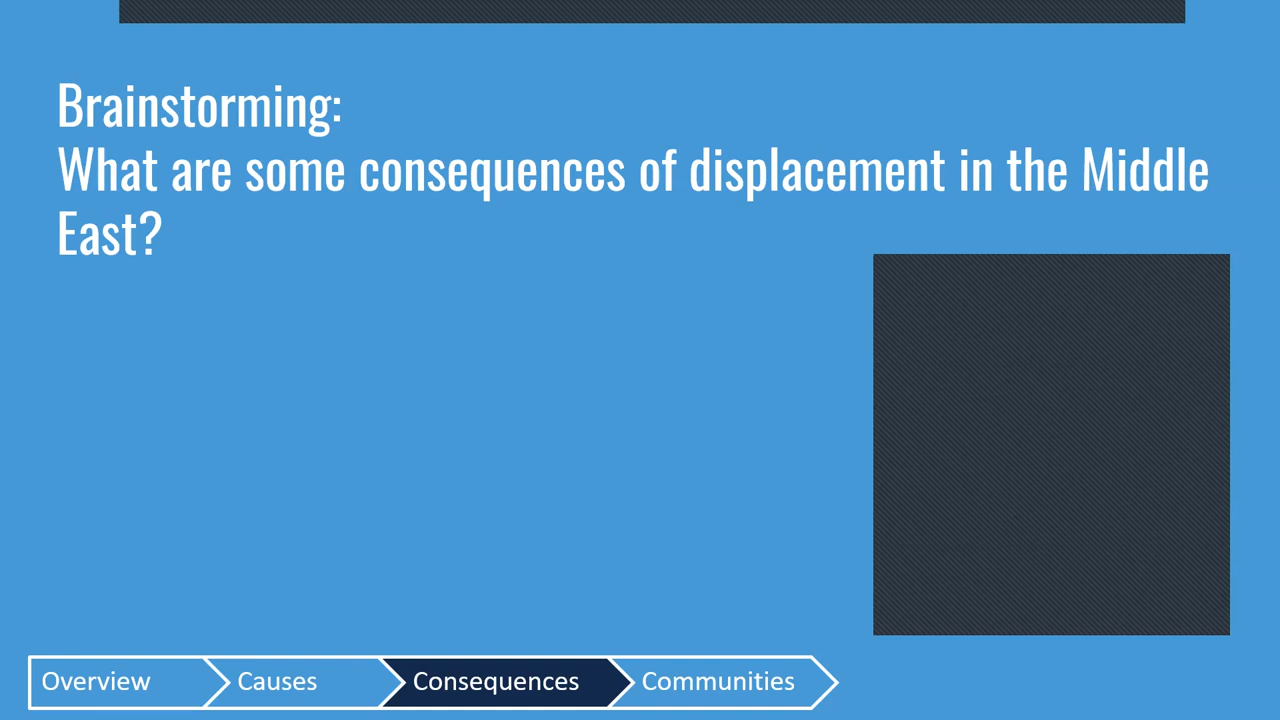 Brainstorming:
What are some consequences of displacement in the Middle
East?
Overview
Causes
Consequences
Communities